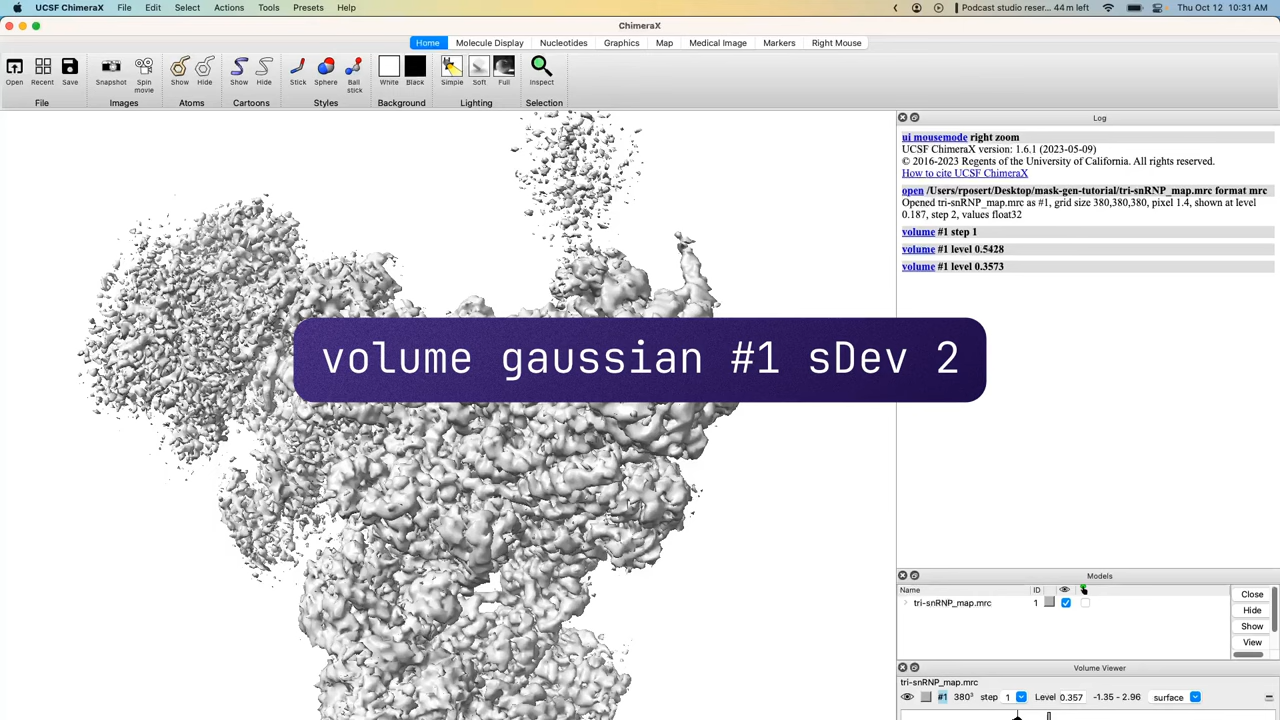 UCSF ChimeraX File Edit Select Actions Tools Presets Help
Podcast studio reser... 44 m left Thu Oct 12 10:31 AM
ChimeraX
Home Molecule Display Nucleotides Graphics Map Medical Image Markers Right Mouse
Open Recent Save Snapshot Spin movie Show Hide Show Hide Stick Sphere Ball stick White Black Simple Soft Full Inspect
File Images Atoms Cartoons Styles Background Lighting Selection
Log
ui mousemode right zoom
UCSF ChimeraX version: 1.6.1 (2023-05-09)
© 2016-2023 Regents of the University of California. All rights reserved.
How to cite UCSF ChimeraX
open /Users/rposert/Desktop/mask-gen-tutorial/tri-snRNP_map.mrc format mrc
Opened tri-snRNP_map.mrc as #1, grid size 380,380,380, pixel 1.4, shown at level
0.187, step 2, values float32
volume #1 step 1
volume #1 level 0.5428
volume #1 level 0.3573
volume gaussian #1 sDev 2
Models
Name ID
tri-snRNP_map.mrc 1
Close
Hide
Show
View
Volume Viewer
tri-snRNP_map.mrc
#1 380³ step 1 Level 0.357 -1.35 - 2.96 surface